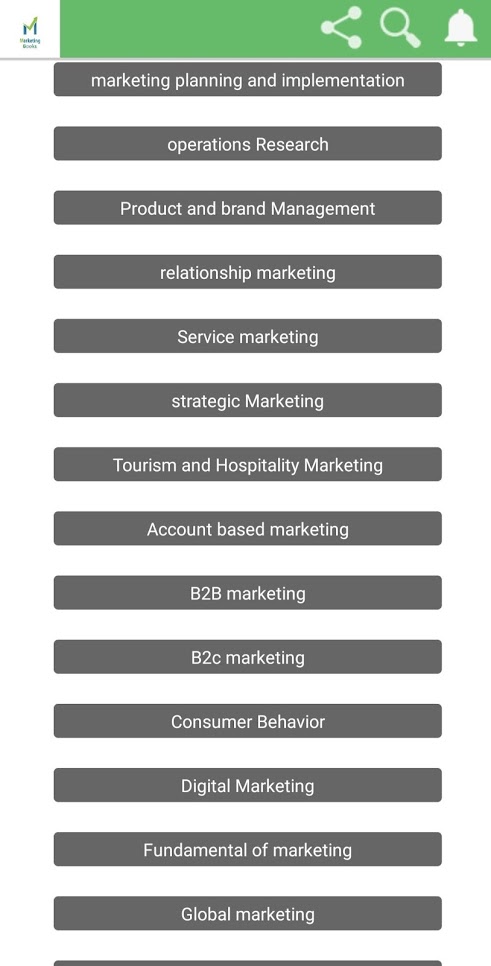 Marketing
Books
marketing planning and implementation
operations Research
Product and brand Management
relationship marketing
Service marketing
strategic Marketing
Tourism and Hospitality Marketing
Account based marketing
B2B marketing
B2c marketing
Consumer Behavior
Digital Marketing
Fundamental of marketing
Global marketing